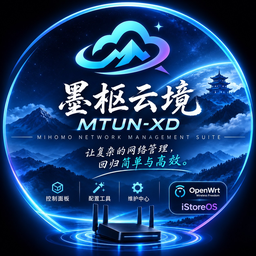 墨枢云境
MTUN-XD
MIHOMO NETWORK MANAGEMENT SUITE
让复杂的网络管理，
回归简单与高效。
控制面板
配置工具
维护中心
OpenWrt
Wireless Freedom
iStoreOS